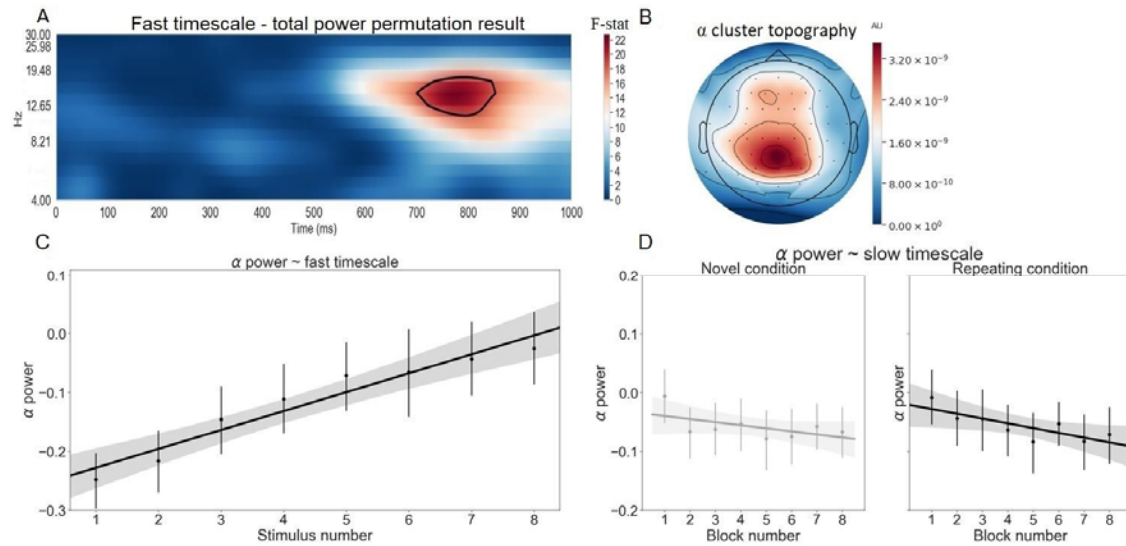 A
Fast timescale - total power permutation result
F-stat
30.00
25.98
19.48
12.65
8.21
4.00
Hz
0 100 200 300 400 500 600 700 800 900 1000
Time (ms)
22
20
18
16
14
12
10
8
6
4
2
0
B
α cluster topography
AU
3.20 × 10⁻⁹
2.40 × 10⁻⁹
1.60 × 10⁻⁹
8.00 × 10⁻¹⁰
0.00 × 10⁰
C
α power ~ fast timescale
0.1
0.0
−0.1
−0.2
−0.3
α power
1 2 3 4 5 6 7 8
Stimulus number
D
α power ~ slow timescale
Novel condition
0.2
0.1
0.0
−0.1
−0.2
α power
1 2 3 4 5 6 7 8
Block number
Repeating condition
α power
1 2 3 4 5 6 7 8
Block number